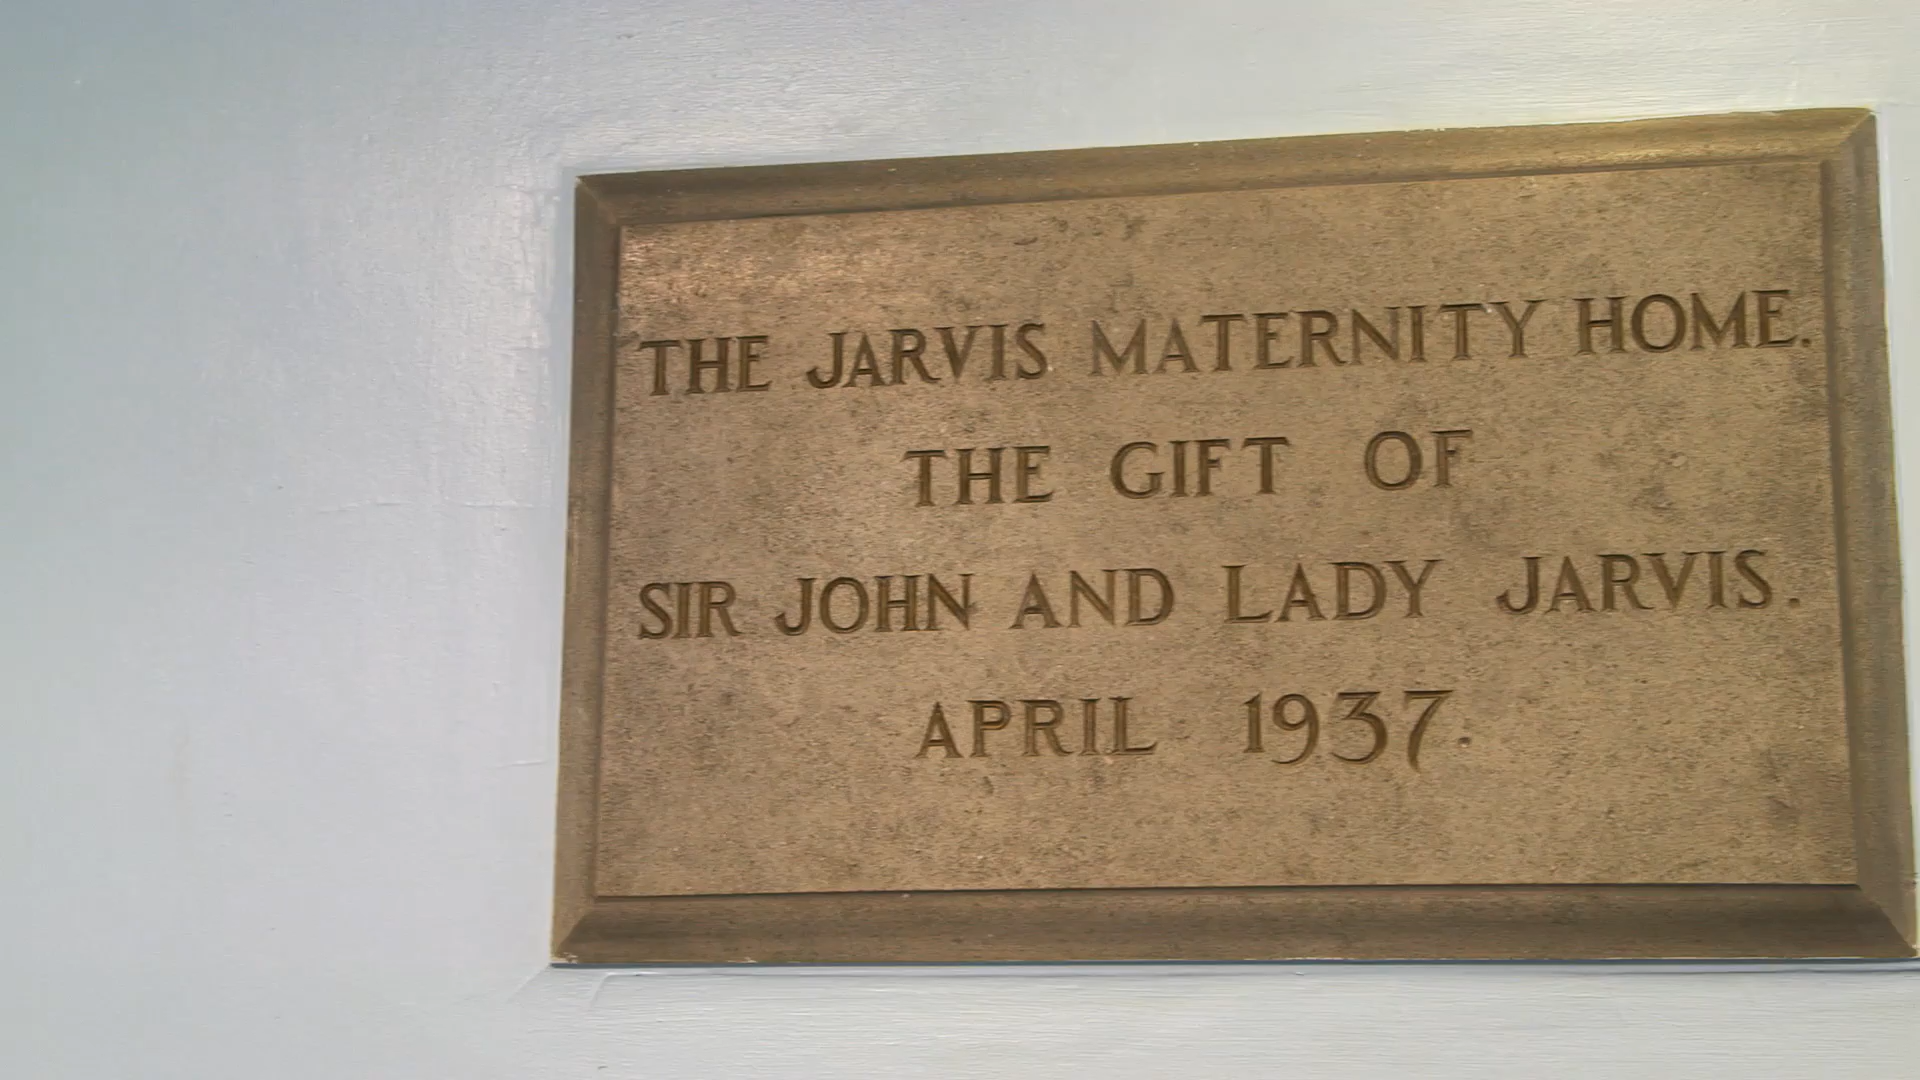 THE JARVIS MATERNITY HOME.
THE GIFT OF
SIR JOHN AND LADY JARVIS.
APRIL 1937.